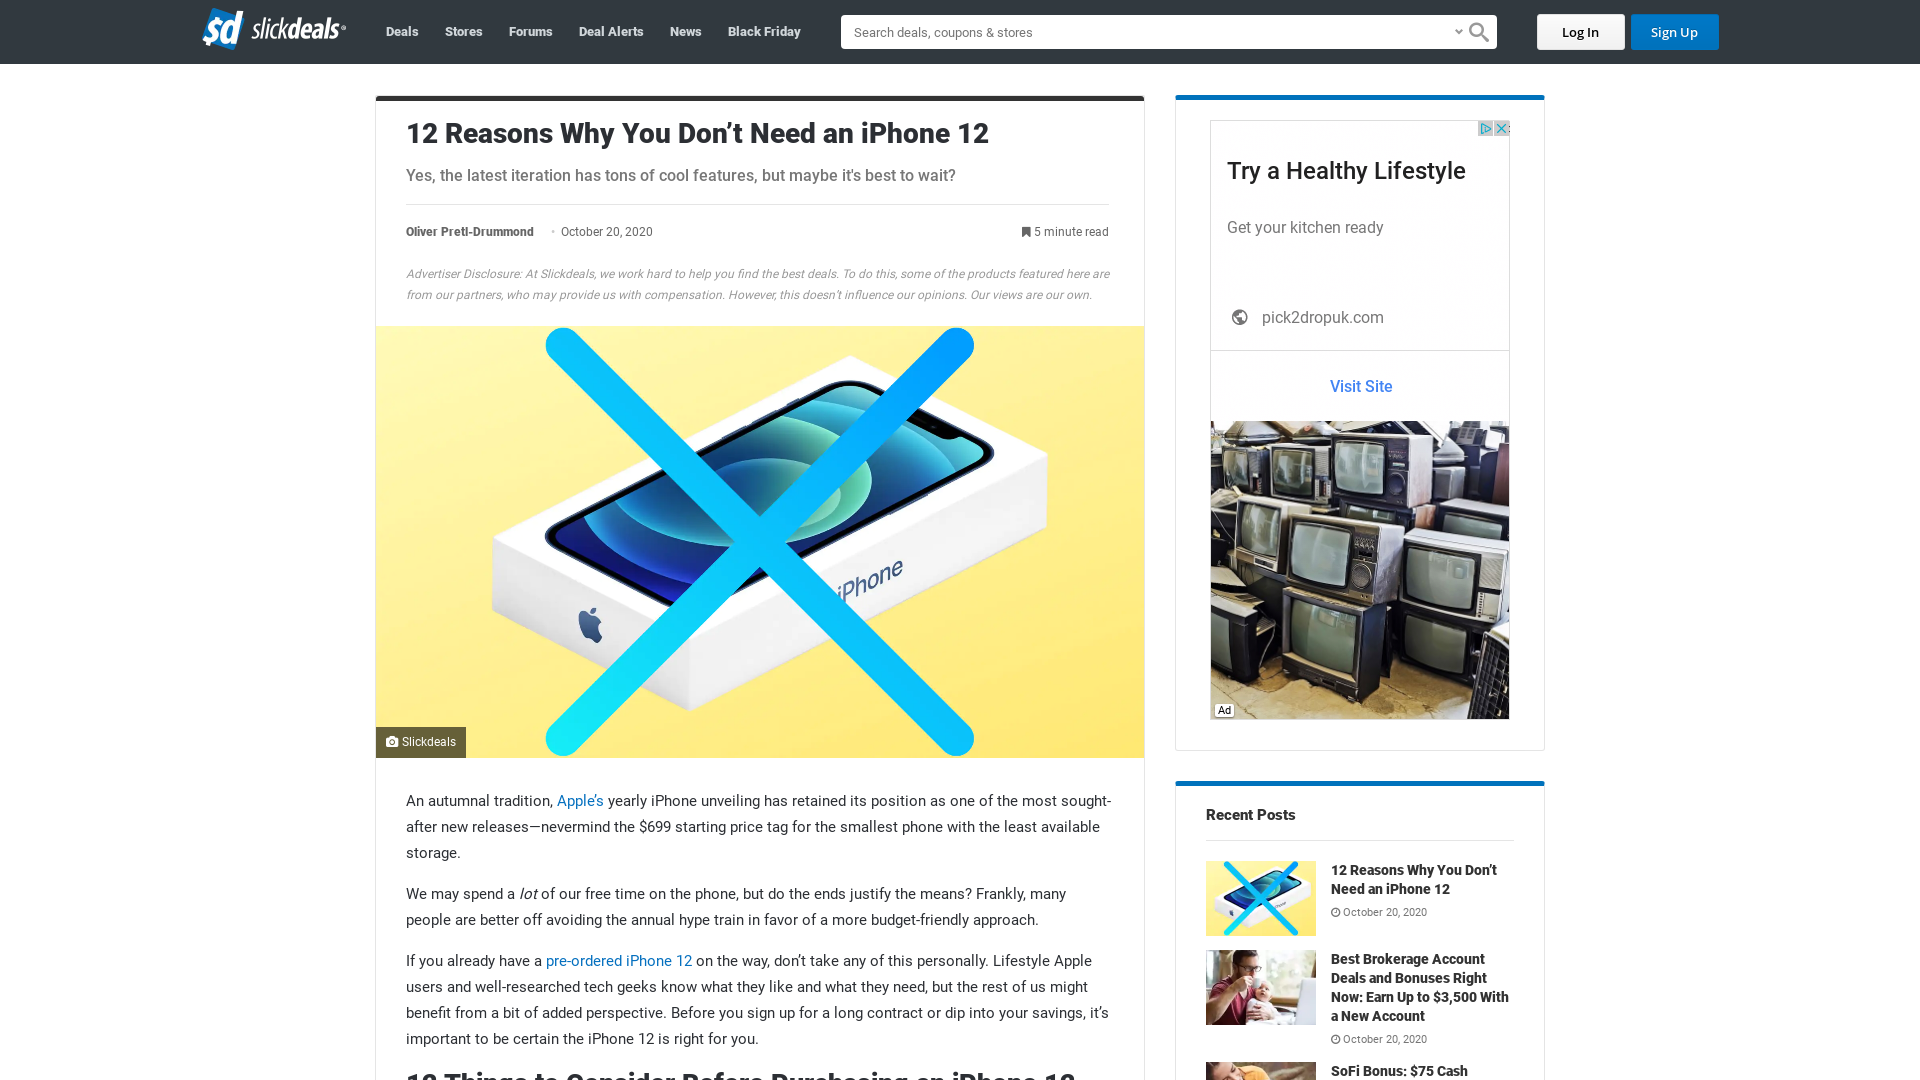 sd slickdeals
Deals
Stores
Forums
Deal Alerts
News
Black Friday
Search deals, coupons & stores
Log In
Sign Up
12 Reasons Why You Don’t Need an iPhone 12
Yes, the latest iteration has tons of cool features, but maybe it's best to wait?
Oliver Pretl-Drummond • October 20, 2020
5 minute read
Advertiser Disclosure: At Slickdeals, we work hard to help you find the best deals. To do this, some of the products featured here are
from our partners, who may provide us with compensation. However, this doesn’t influence our opinions. Our views are our own.
iPhone
Slickdeals
An autumnal tradition, Apple’s yearly iPhone unveiling has retained its position as one of the most sought-
after new releases—nevermind the $699 starting price tag for the smallest phone with the least available
storage.
We may spend a lot of our free time on the phone, but do the ends justify the means? Frankly, many
people are better off avoiding the annual hype train in favor of a more budget-friendly approach.
If you already have a pre-ordered iPhone 12 on the way, don’t take any of this personally. Lifestyle Apple
users and well-researched tech geeks know what they like and what they need, but the rest of us might
benefit from a bit of added perspective. Before you sign up for a long contract or dip into your savings, it’s
important to be certain the iPhone 12 is right for you.
12 Things to Consider Before Purchasing an iPhone 12
Try a Healthy Lifestyle
Get your kitchen ready
pick2dropuk.com
Visit Site
Ad
Recent Posts
12 Reasons Why You Don’t
Need an iPhone 12
October 20, 2020
Best Brokerage Account
Deals and Bonuses Right
Now: Earn Up to $3,500 With
a New Account
October 20, 2020
SoFi Bonus: $75 Cash